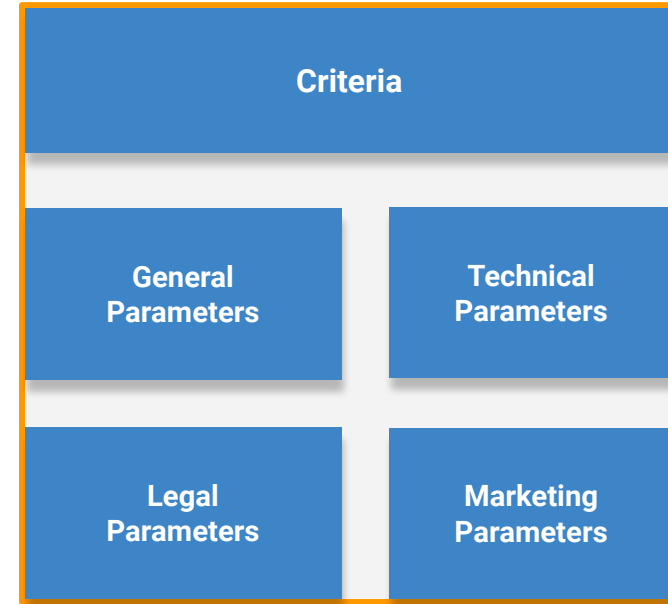 Criteria
General
Parameters
Technical
Parameters
Legal
Parameters
Marketing
Parameters